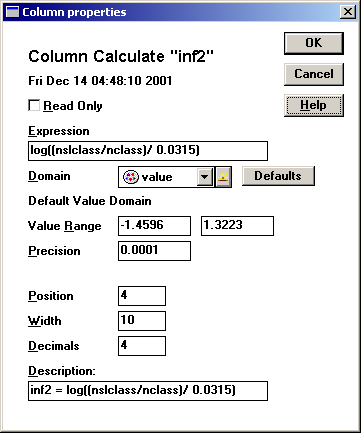 Column properties
Column Calculate "inf2"
OK
Fri Dec 14 04:48:10 2001
Cancel
Read Only
Help
Expression
log((nslclass/nclass)/ 0.0315)
Domain
value
Defaults
Default Value Domain
Value Range
-1.4596
1.3223
Precision
0.0001
Position
4
Width
10
Decimals
4
Description:
inf2 = log((nslclass/nclass)/ 0.0315)